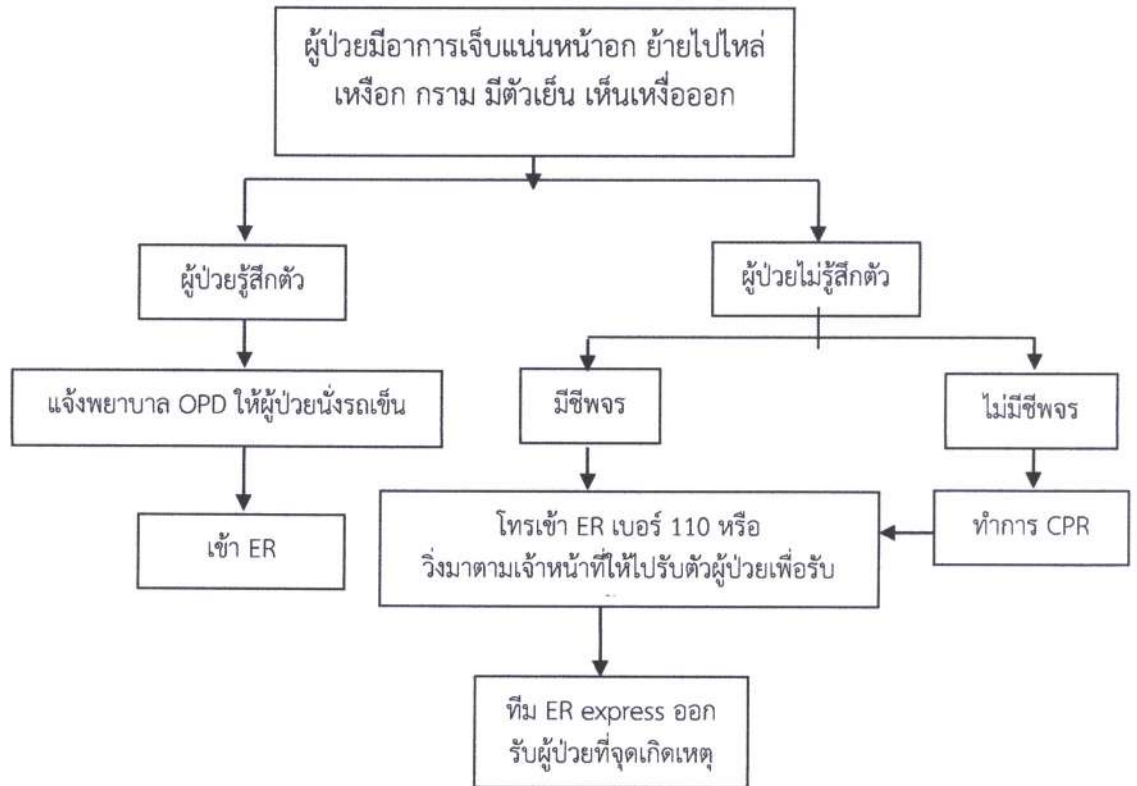 ผู้ป่วยมีอาการเจ็บแน่นหน้าอก ย้ายไปไหล่
เหงือก กราม มีตัวเย็น เห็นเหงื่อออก
ผู้ป่วยรู้สึกตัว
ผู้ป่วยไม่รู้สึกตัว
แจ้งพยาบาล OPD ให้ผู้ป่วยนั่งรถเข็น
มีชีพจร
ไม่มีชีพจร
เข้า ER
โทรเข้า ER เบอร์ 110 หรือ
วิ่งมาตามเจ้าหน้าที่ให้ไปรับตัวผู้ป่วยเพื่อรับ
ทำการ CPR
ทีม ER express ออก
รับผู้ป่วยที่จุดเกิดเหตุ